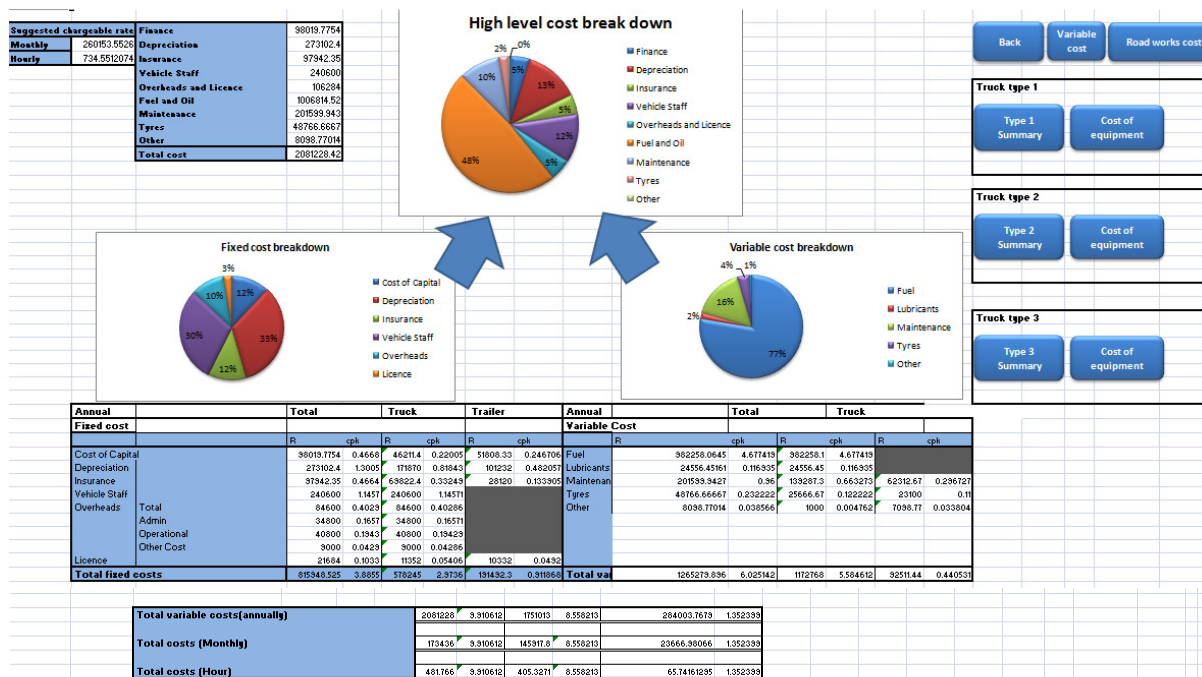 High level cost break down
Suggested chargeable rate
Monthly 260153.5526
Hourly 734.5512074
Finance 98019.7754
Depreciation 273102.4
Insurance 97942.35
Vehicle Staff 240600
Overheads and Licence 106284
Fuel and Oil 1006814.52
Maintenance 201599.943
Tyres 48766.6667
Other 8098.77014
Total cost 2081228.42
2% 0% 5% 13% 5% 12% 5% 48% 10%
Finance
Depreciation
Insurance
Vehicle Staff
Overheads and Licence
Fuel and Oil
Maintenance
Tyres
Other
Back
Variable cost
Road works cost
Truck type 1
Type 1 Summary
Cost of equipment
Truck type 2
Type 2 Summary
Cost of equipment
Truck type 3
Type 3 Summary
Cost of equipment
Fixed cost breakdown
3% 12% 33% 12% 30% 10%
Cost of Capital
Depreciation
Insurance
Vehicle Staff
Overheads
Licence
Variable cost breakdown
4% 1% 16% 2% 77%
Fuel
Lubricants
Maintenance
Tyres
Other
Annual Total Truck Trailer
Fixed cost
R cpk R cpk R cpk
Cost of Capital 98019.7754 0.4668 46211.4 0.22005 51808.33 0.246706
Depreciation 273102.4 1.3005 171870 0.81843 101232 0.482057
Insurance 97942.35 0.4664 69822.4 0.33249 28120 0.133905
Vehicle Staff 240600 1.1457 240600 1.14571
Overheads Total 84600 0.4029 84600 0.40286
Admin 34800 0.1657 34800 0.16571
Operational 40800 0.1943 40800 0.19429
Other Cost 9000 0.0429 9000 0.04286
Licence 21684 0.1033 11352 0.05406 10332 0.0492
Total fixed costs 815948.525 3.8855 578245 2.9736 191492.3 0.911868
Annual Total Truck
Variable Cost
R cpk R cpk R cpk
Fuel 982258.0645 4.677419 982258.1 4.677419
Lubricants 24556.45161 0.116935 24556.45 0.116935
Maintenan 201599.9427 0.96 139287.3 0.663273 62312.67 0.296727
Tyres 48766.66667 0.232222 25666.67 0.122222 23100 0.11
Other 8098.77014 0.038566 1000 0.004762 7098.77 0.033804
Total var 1265279.896 6.025142 1172768 5.584612 92511.44 0.440531
Total variable costs(annually) 2081228 9.910612 1751013 8.558213 284003.7679 1.352399
Total costs (Monthly) 173436 9.910612 145917.8 8.558213 23666.98066 1.352399
Total costs (Hour) 481.766 9.910612 405.3271 8.558213 65.74161295 1.352399